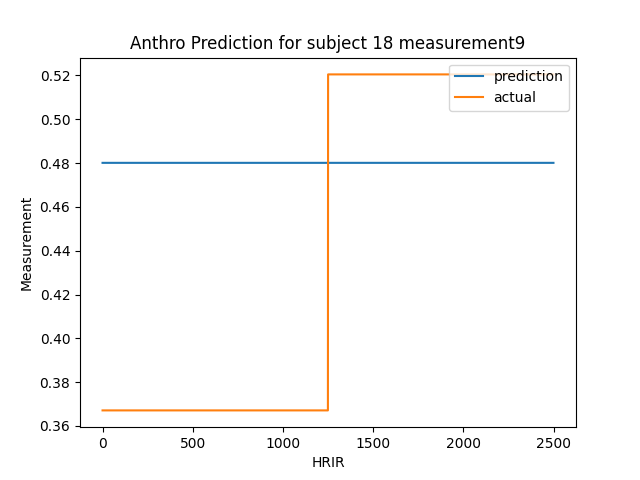 Anthro Prediction for subject 18 measurement9
prediction
actual
0.52
0.50
0.48
0.46
0.44
0.42
0.40
0.38
0.36
Measurement
0 500 1000 1500 2000 2500
HRIR